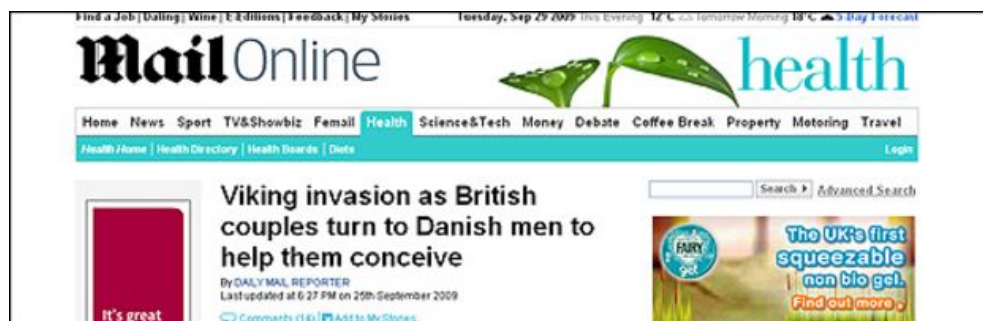 Find a Job | Dating | Wine | E-Editions | Feedback | My Stories Tuesday, Sep 29 2009 This Evening 12°C Tomorrow Morning 18°C 5-Day Forecast
Mail Online health
Home News Sport TV&Showbiz Femail Health Science&Tech Money Debate Coffee Break Property Motoring Travel
Health Home | Health Directory | Health Boards | Diets Login
Viking invasion as British
couples turn to Danish men to
help them conceive
By DAILY MAIL REPORTER
Last updated at 6:27 PM on 25th September 2009
Comments (14) Add to My Stories
Search Advanced Search
It's great
FAIRY
gel
The UK's first
squeezable
non bio gel.
Find out more